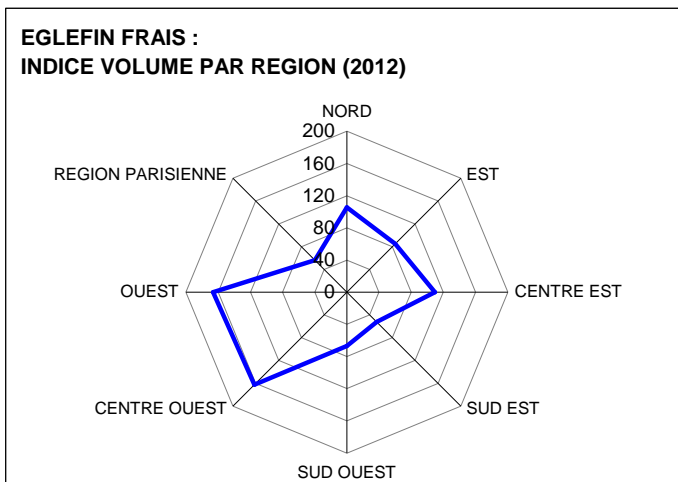 EGLEFIN FRAIS :
INDICE VOLUME PAR REGION (2012)
NORD
200
160
120
80
40
0
REGION PARISIENNE
EST
OUEST
CENTRE EST
CENTRE OUEST
SUD EST
SUD OUEST